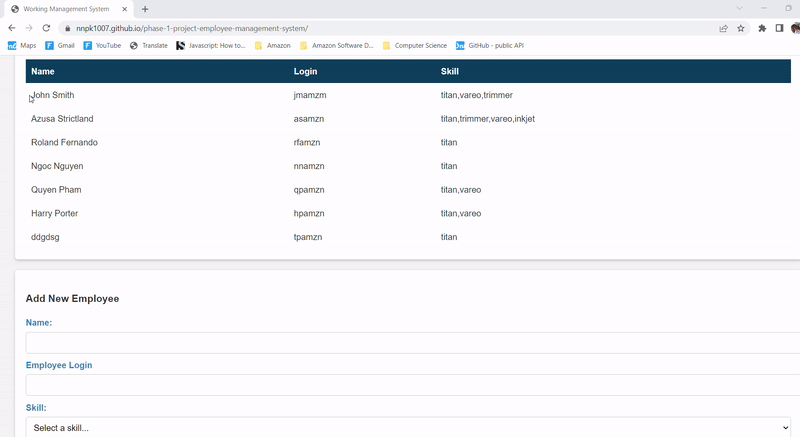 Working Management System
nnpk1007.github.io/phase-1-project-employee-management-system/
Maps Gmail YouTube Translate Javascript: How to... Amazon Amazon Software D... Computer Science GitHub - public API
Name Login Skill
John Smith jmamzm titan,vareo,trimmer
Azusa Strictland asamzn titan,trimmer,vareo,inkjet
Roland Fernando rfamzn titan
Ngoc Nguyen nnamzn titan
Quyen Pham qpamzn titan,vareo
Harry Porter hpamzn titan,vareo
ddgdsg tpamzn titan
Add New Employee
Name:
Employee Login
Skill:
Select a skill...